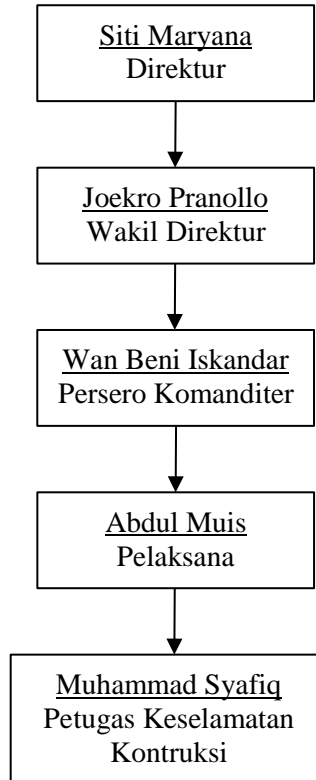 Siti Maryana
Direktur
Joekro Pranollo
Wakil Direktur
Wan Beni Iskandar
Persero Komanditer
Abdul Muis
Pelaksana
Muhammad Syafiq
Petugas Keselamatan
Kontruksi